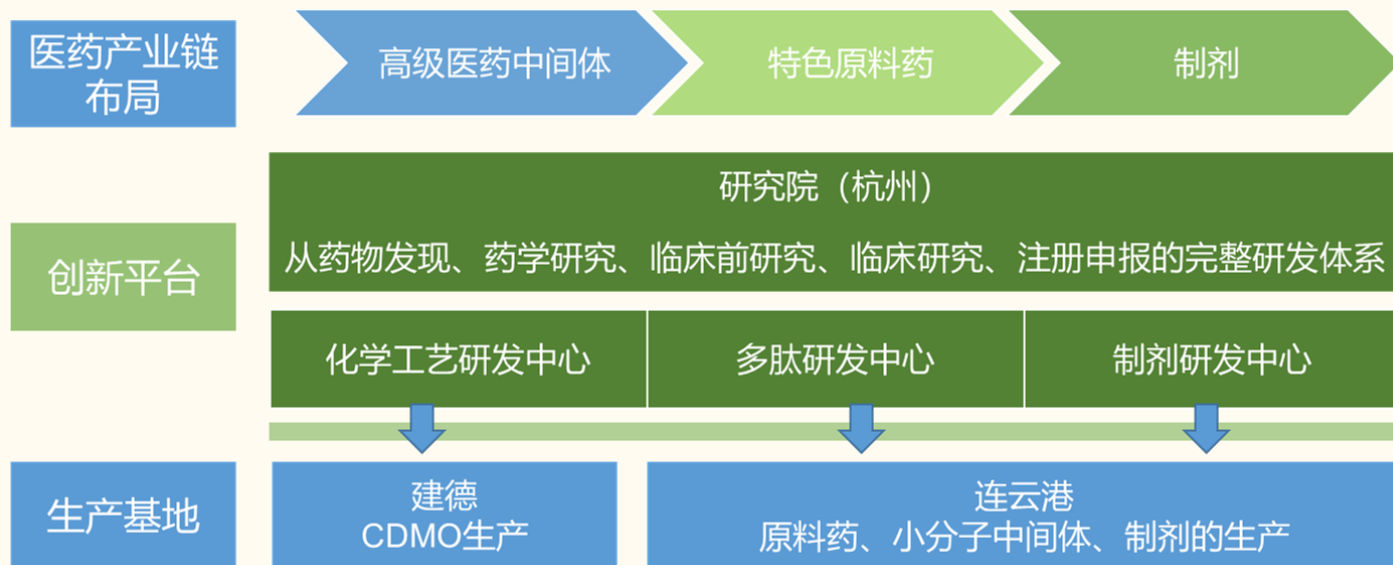 医药产业链
布局
高级医药中间体
特色原料药
制剂
研究院（杭州）
从药物发现、药学研究、临床前研究、临床研究、注册申报的完整研发体系
创新平台
化学工艺研发中心
多肽研发中心
制剂研发中心
生产基地
建德
CDMO生产
连云港
原料药、小分子中间体、制剂的生产